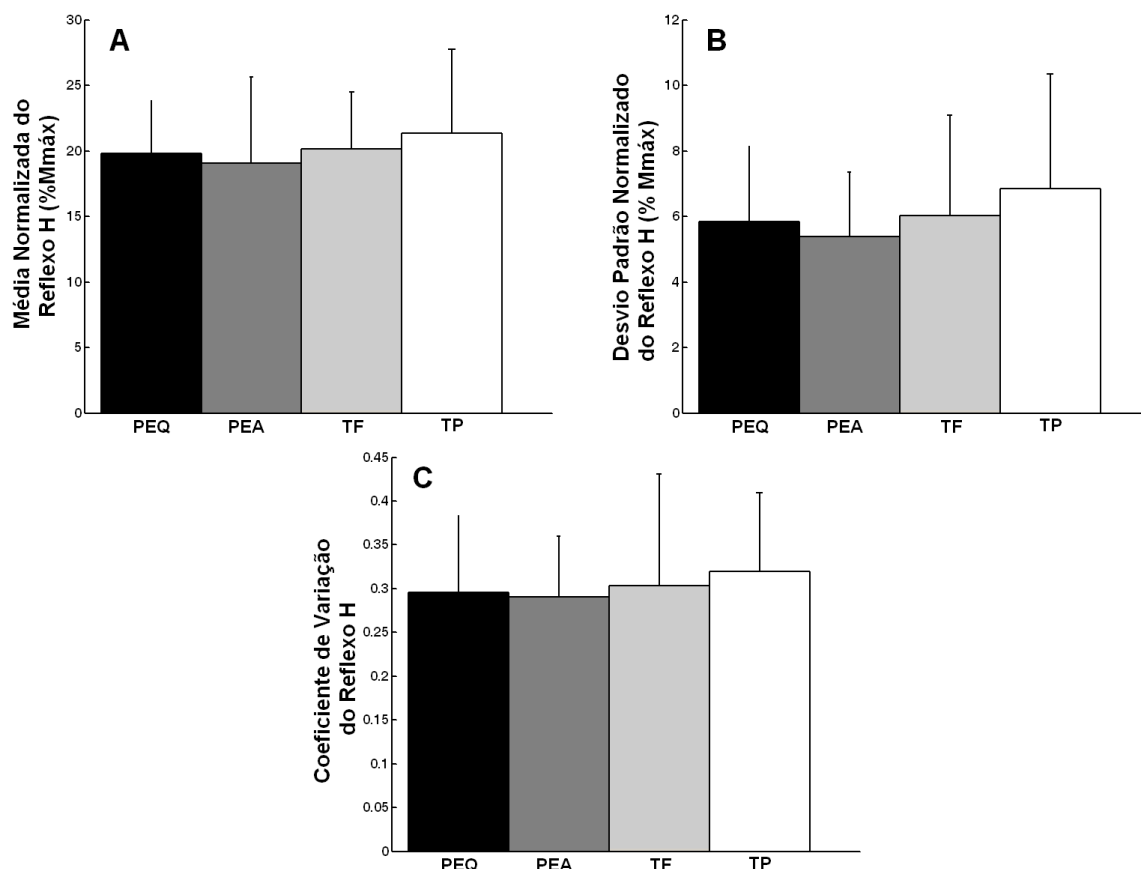 A
Média Normalizada do
Reflexo H (%Mmáx)
30
25
20
15
10
5
0
PEQ PEA TF TP
B
Desvio Padrão Normalizado
do Reflexo H (% Mmáx)
12
10
8
6
4
2
0
PEQ PEA TF TP
C
Coeficiente de Variação
do Reflexo H
0.45
0.4
0.35
0.3
0.25
0.2
0.15
0.1
0.05
0
PEQ PEA TF TP